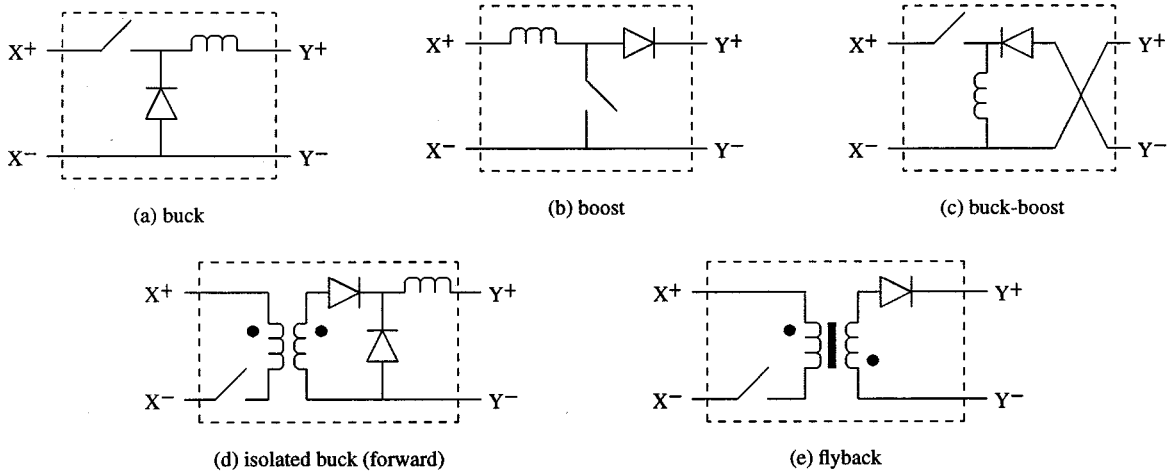 X+ Y+
X− Y−
(a) buck
X+ Y+
X− Y−
(b) boost
X+ Y+
X− Y−
(c) buck-boost
X+ Y+
X− Y−
(d) isolated buck (forward)
X+ Y+
X− Y−
(e) flyback